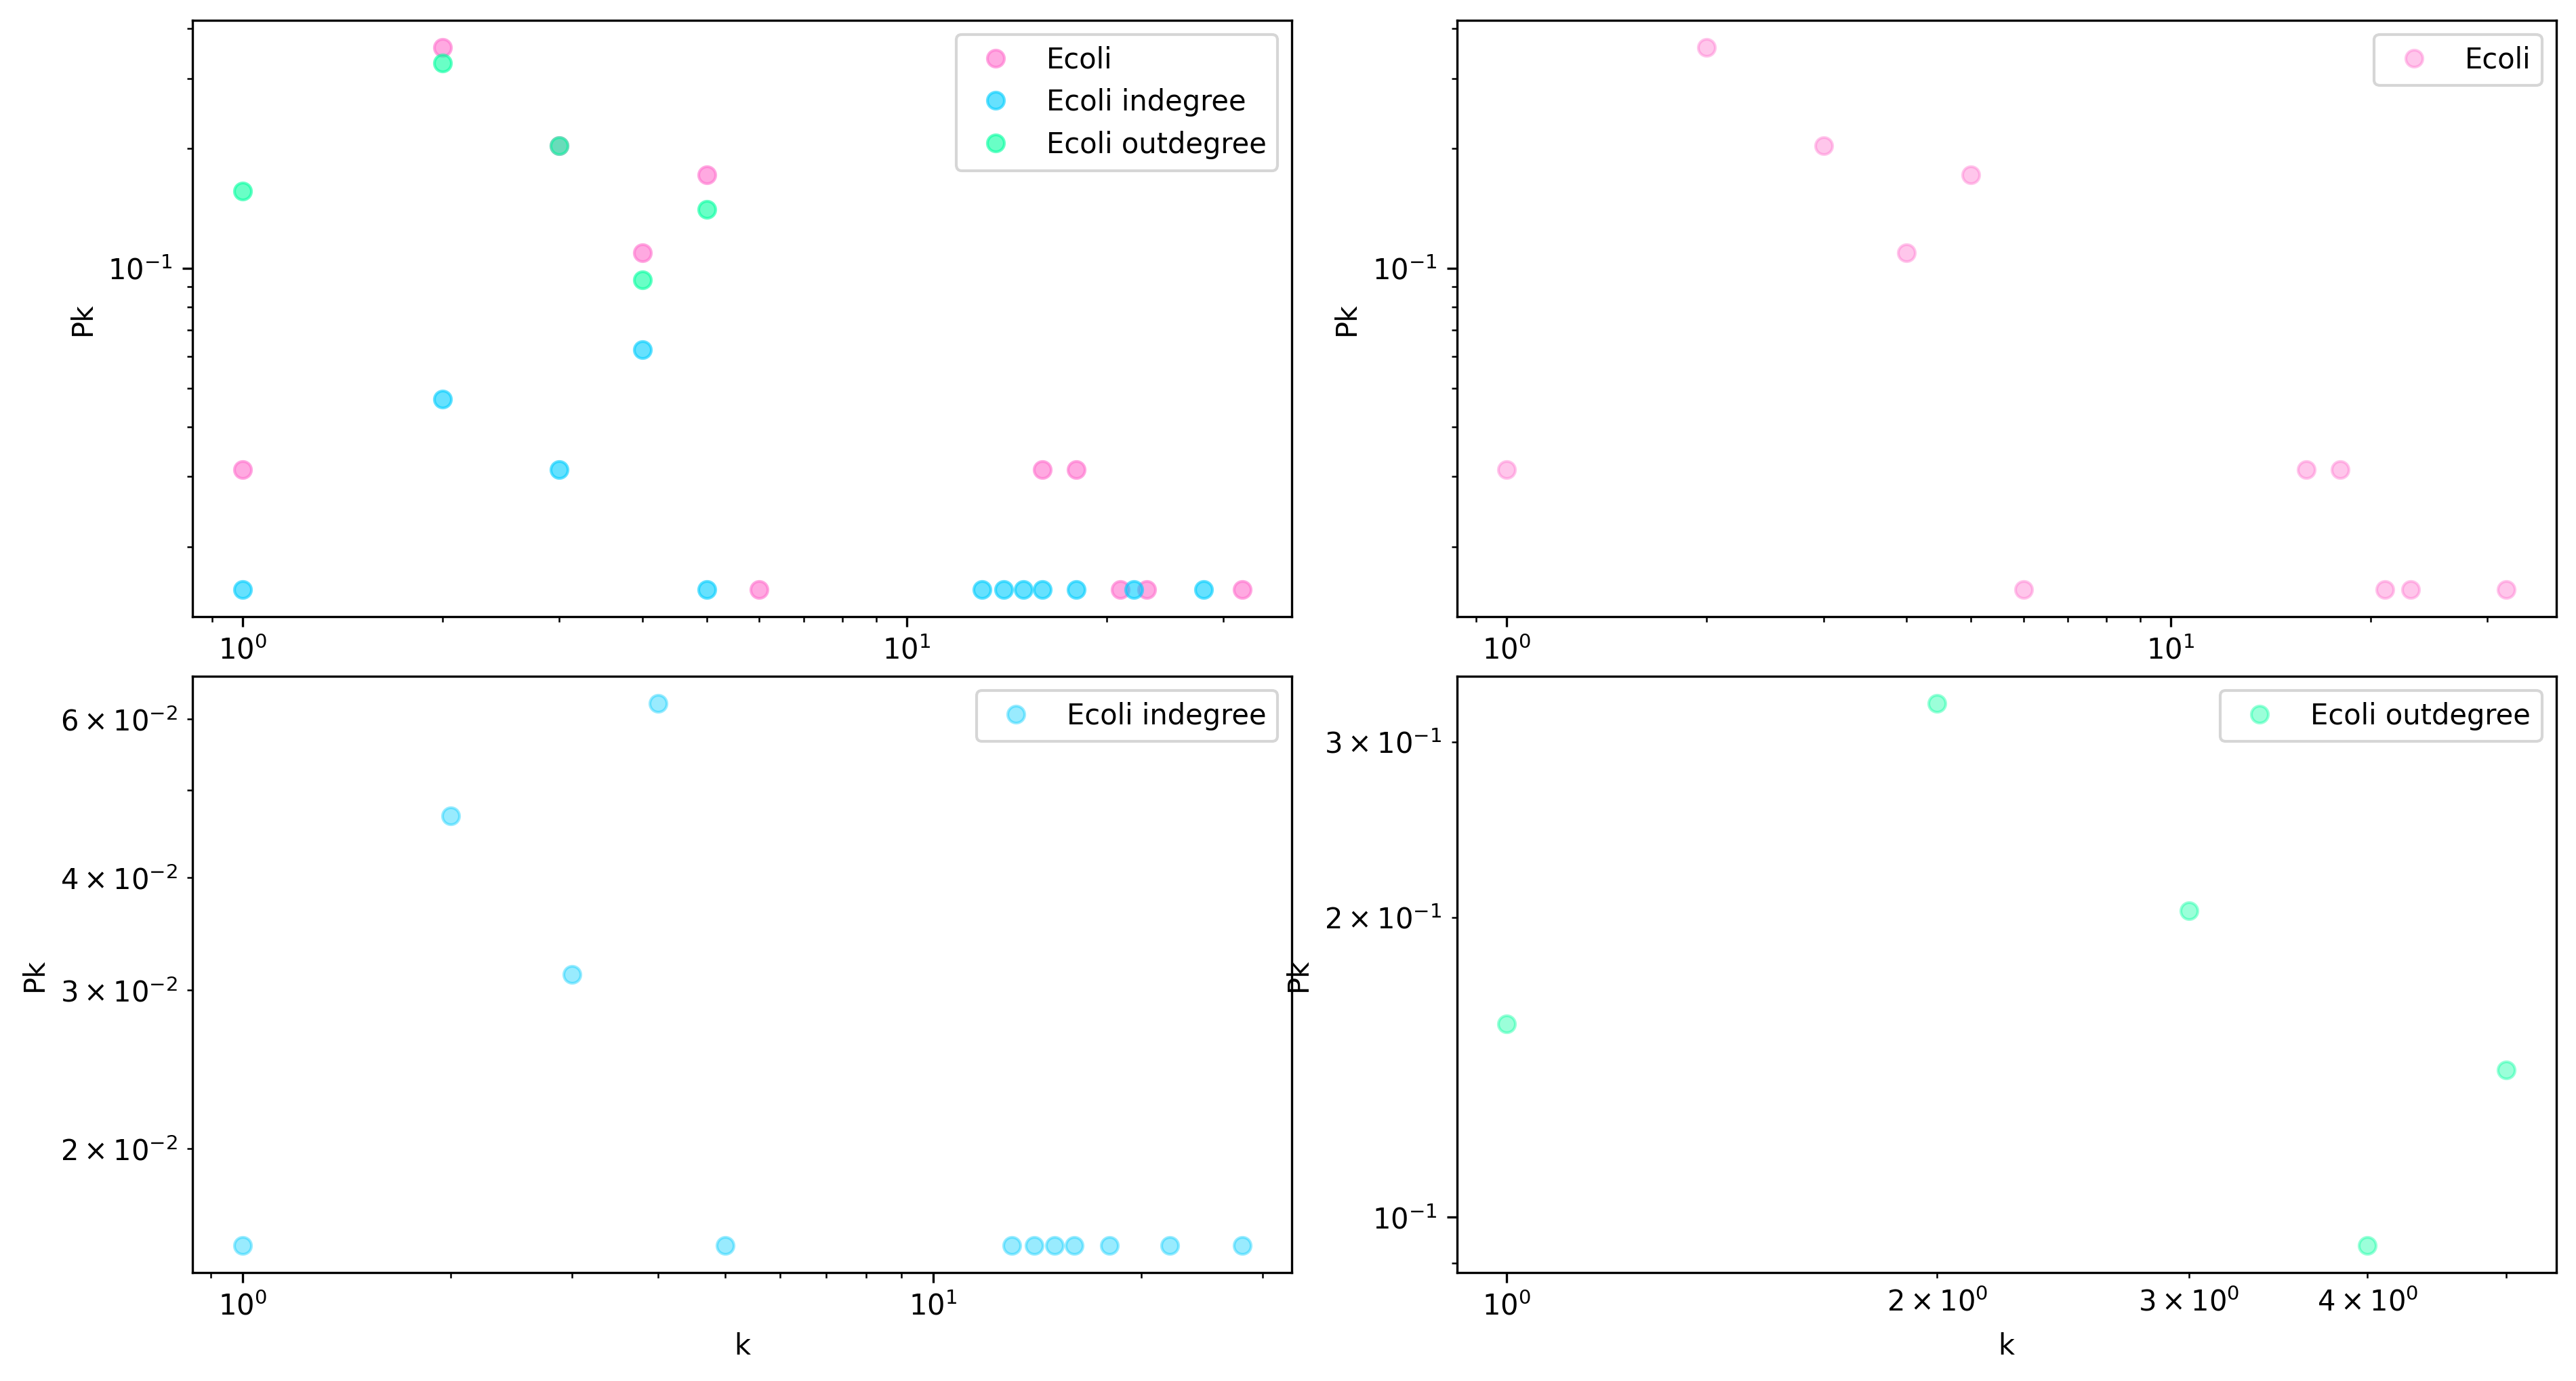 Ecoli
Ecoli indegree
Ecoli outdegree
10⁻¹
Pk
10⁰
10¹
Ecoli
10⁻¹
Pk
10⁰
10¹
Ecoli indegree
6 × 10⁻²
4 × 10⁻²
3 × 10⁻²
2 × 10⁻²
Pk
10⁰
10¹
k
Ecoli outdegree
3 × 10⁻¹
2 × 10⁻¹
10⁻¹
Pk
10⁰
2 × 10⁰
3 × 10⁰
4 × 10⁰
k